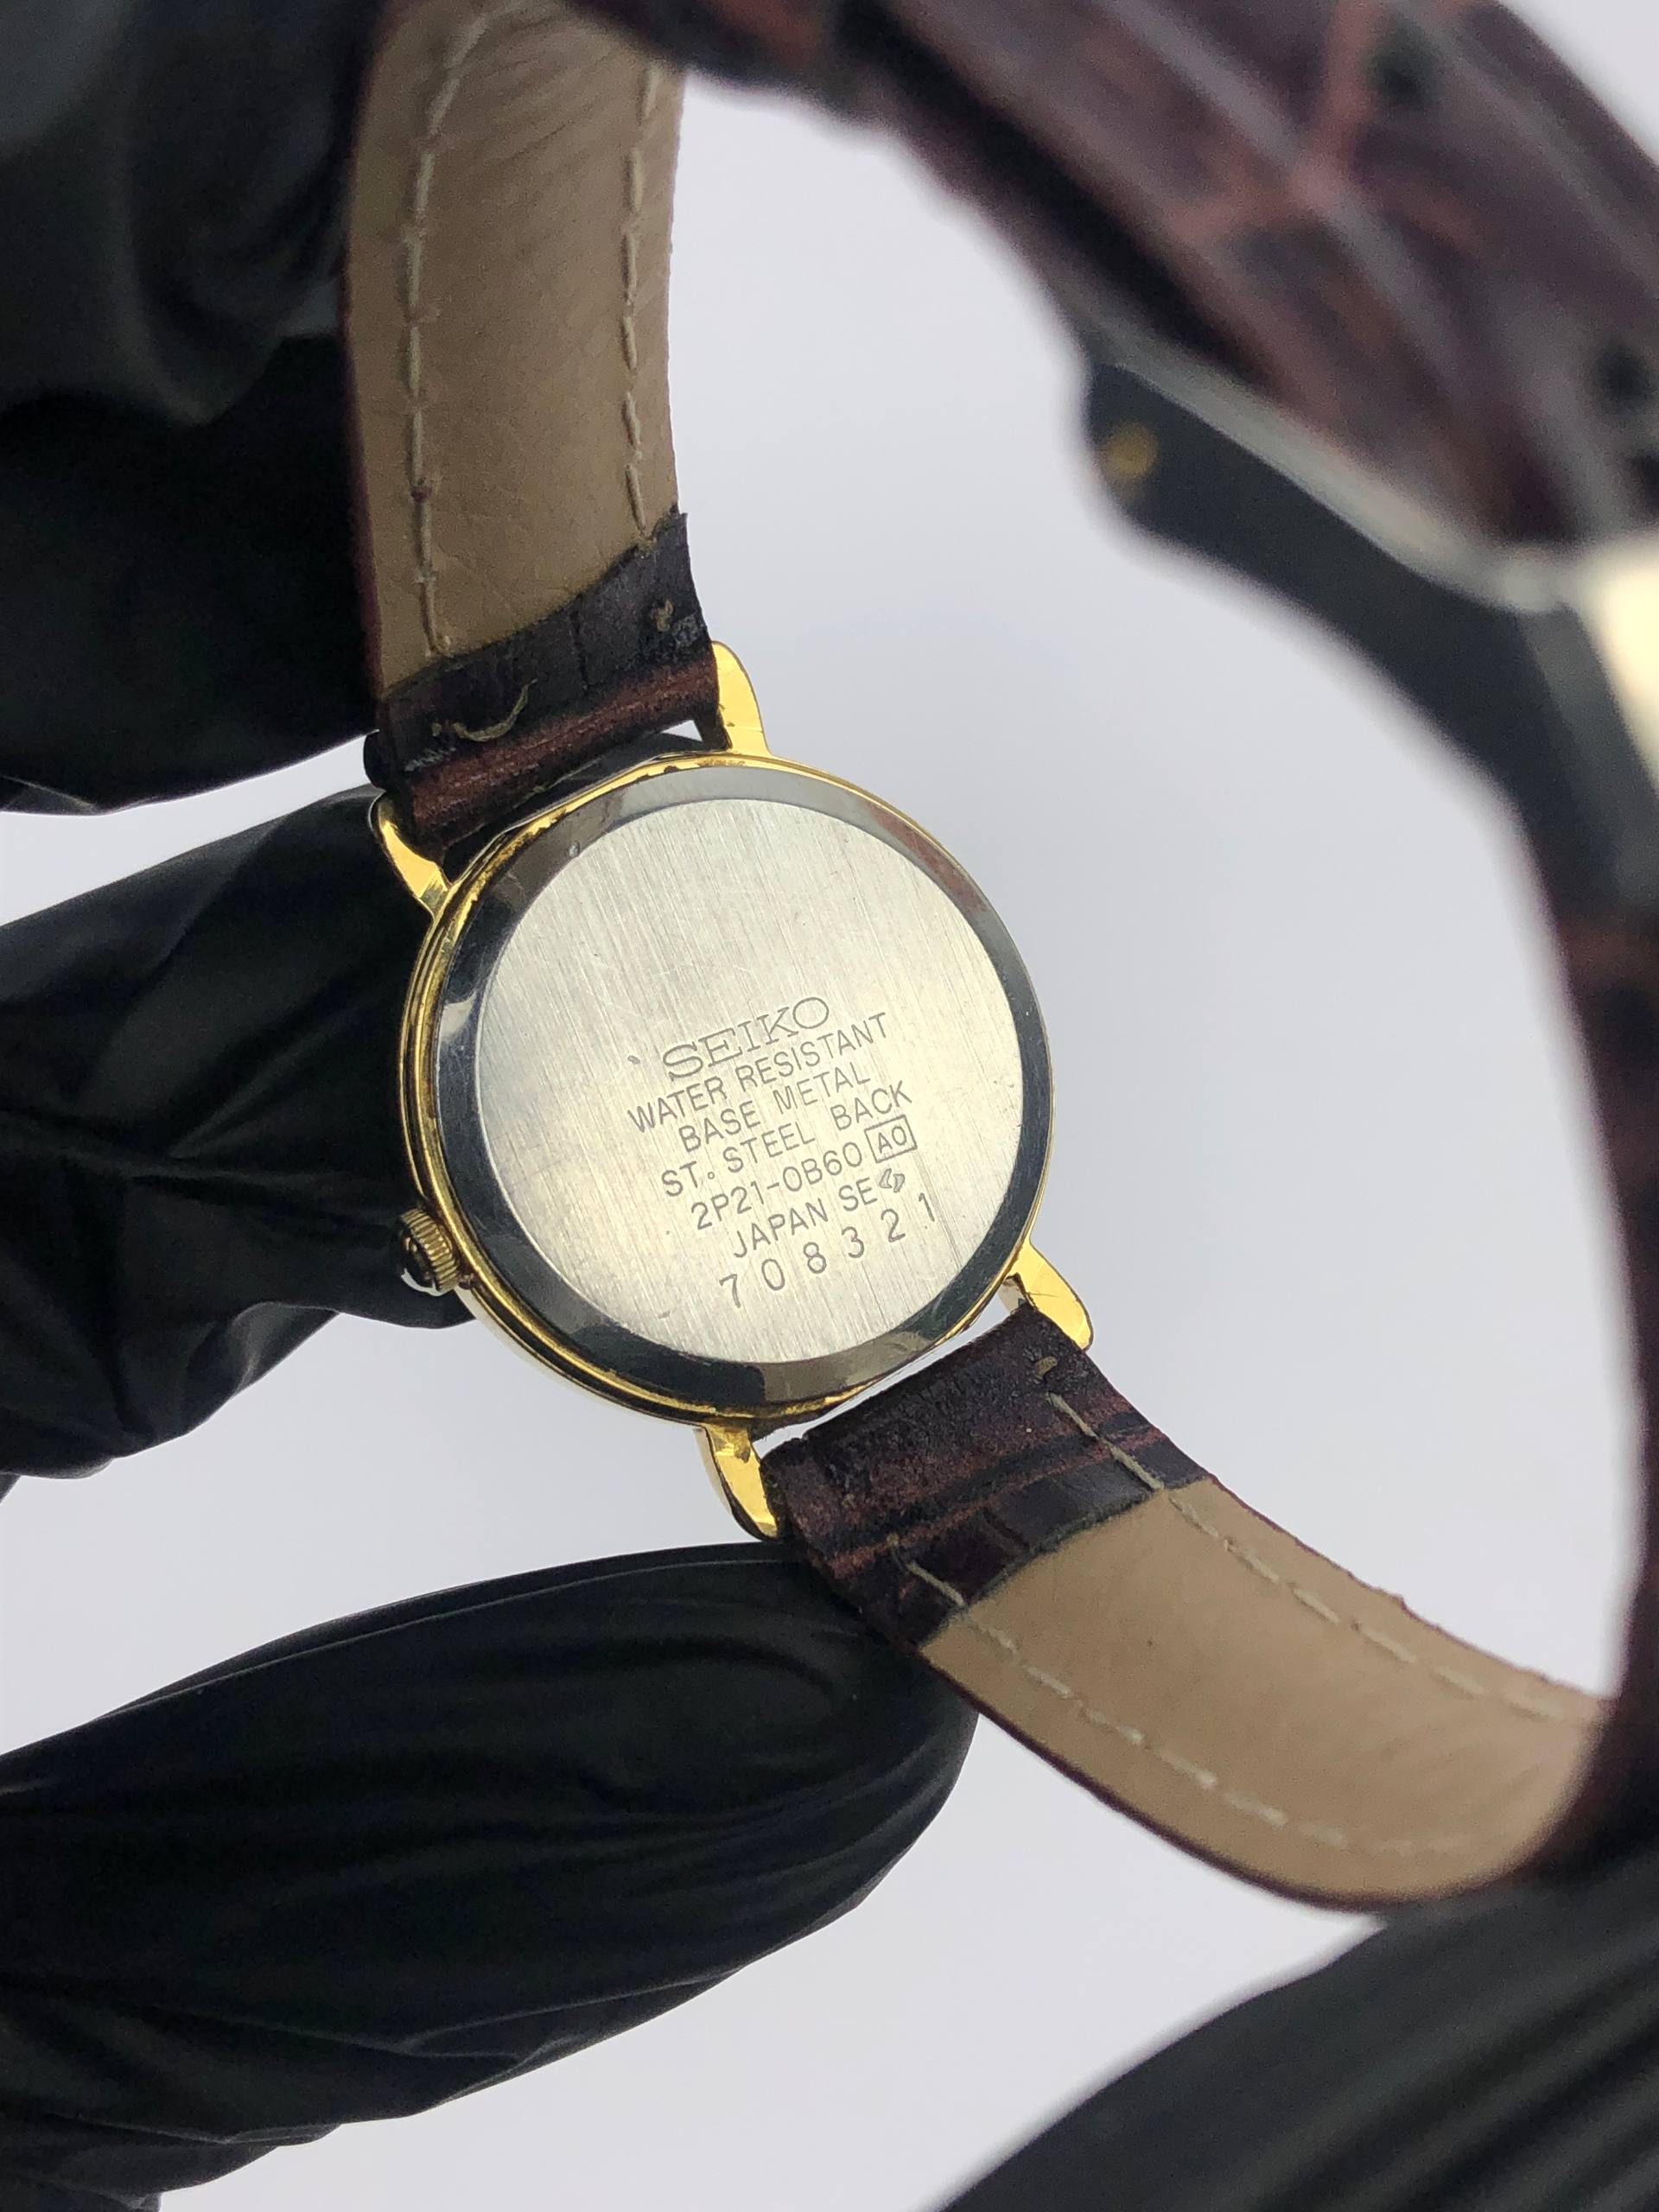 SEIKO
WATER RESISTANT
BASE METAL
ST. STEEL BACK
2P21-0B60 A0
JAPAN SE
708321